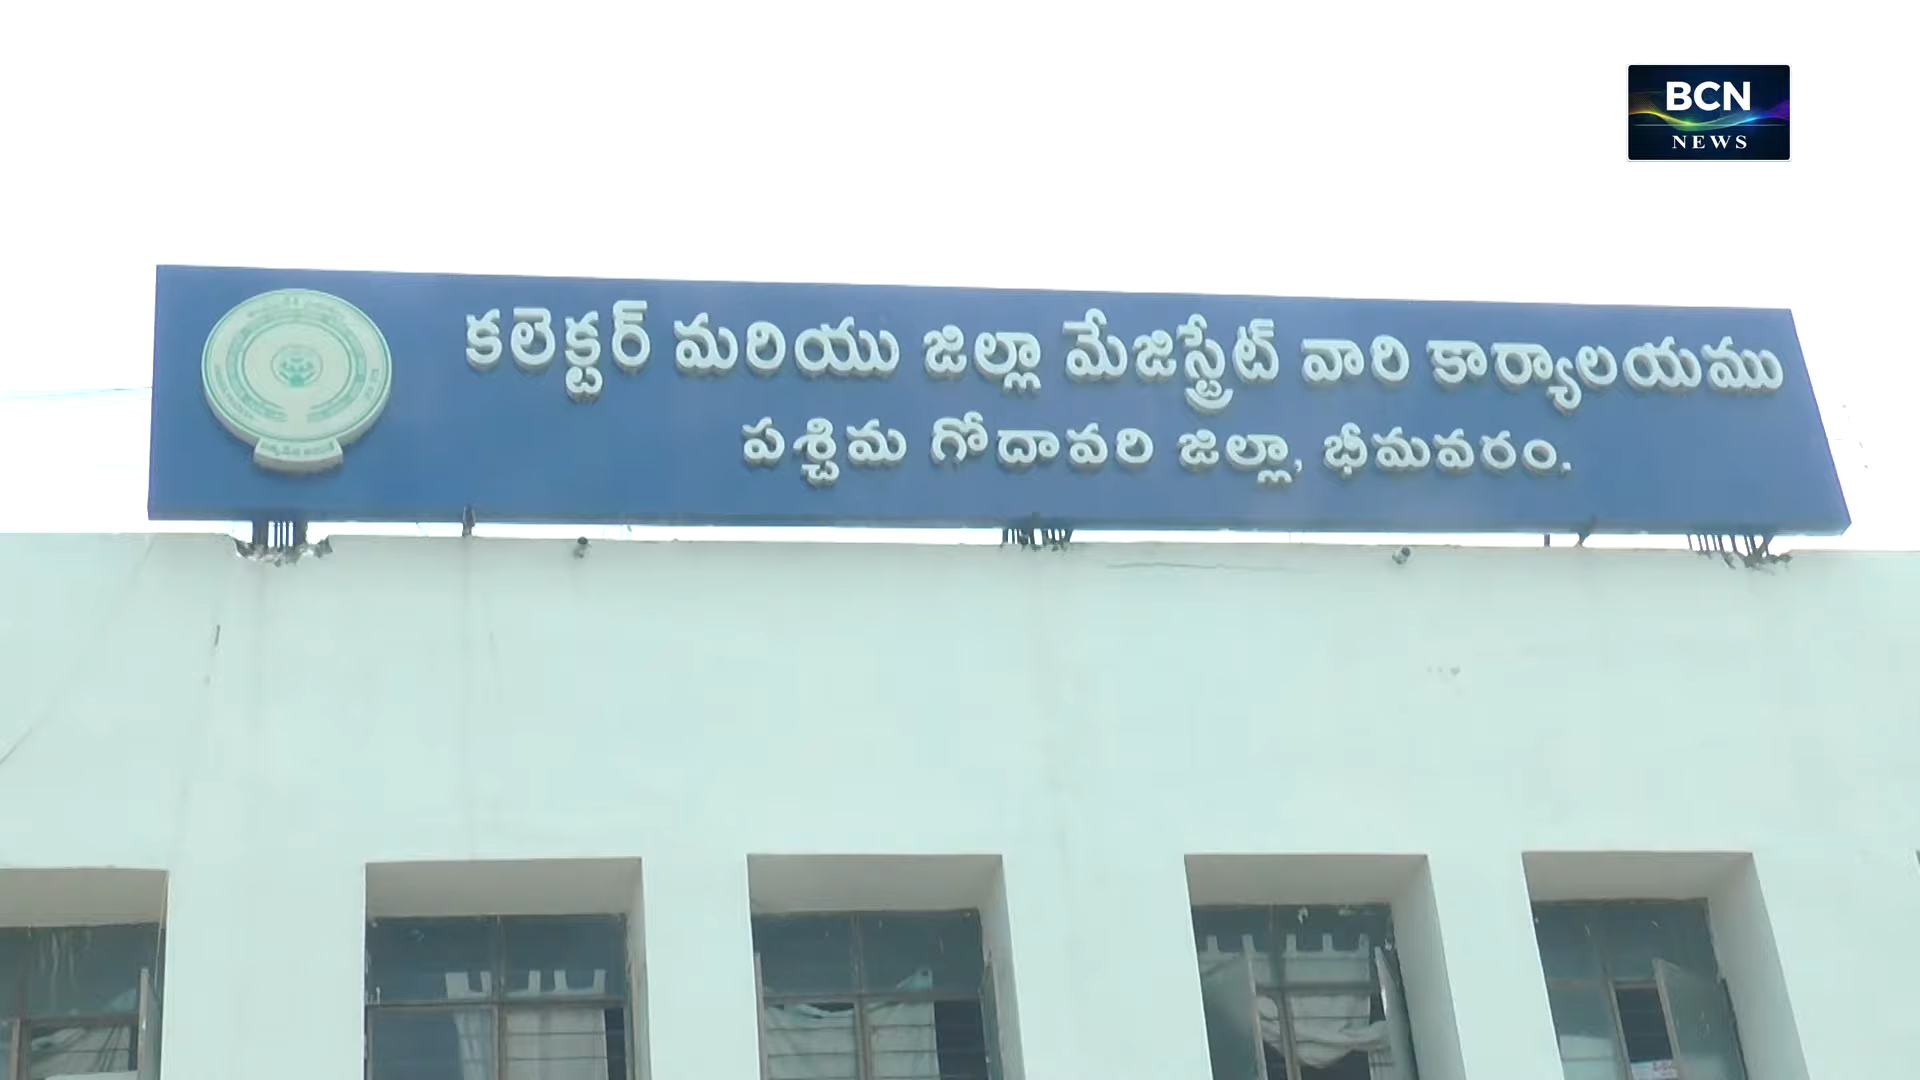 BCN
NEWS
కలెక్టర్ మరియు జిల్లా మేజిస్ట్రేట్ వారి కార్యాలయము
పశ్చిమ గోదావరి జిల్లా, భీమవరం.